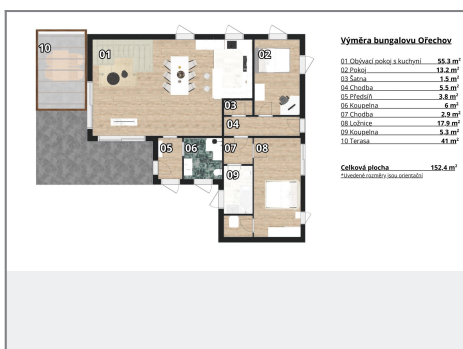 Výměra bungalovu Ořechov
01 Obývací pokoj s kuchyní 55.3 m²
02 Pokoj 13.2 m²
03 Šatna 1.5 m²
04 Chodba 5.5 m²
05 Předsíň 3.8 m²
06 Koupelna 6 m²
07 Chodba 2.9 m²
08 Ložnice 17.9 m²
09 Koupelna 5.3 m²
10 Terasa 41 m²
Celková plocha 152,4 m²
*Uvedené rozměry jsou orientační
10
01
02
03
04
05
06
07
08
09